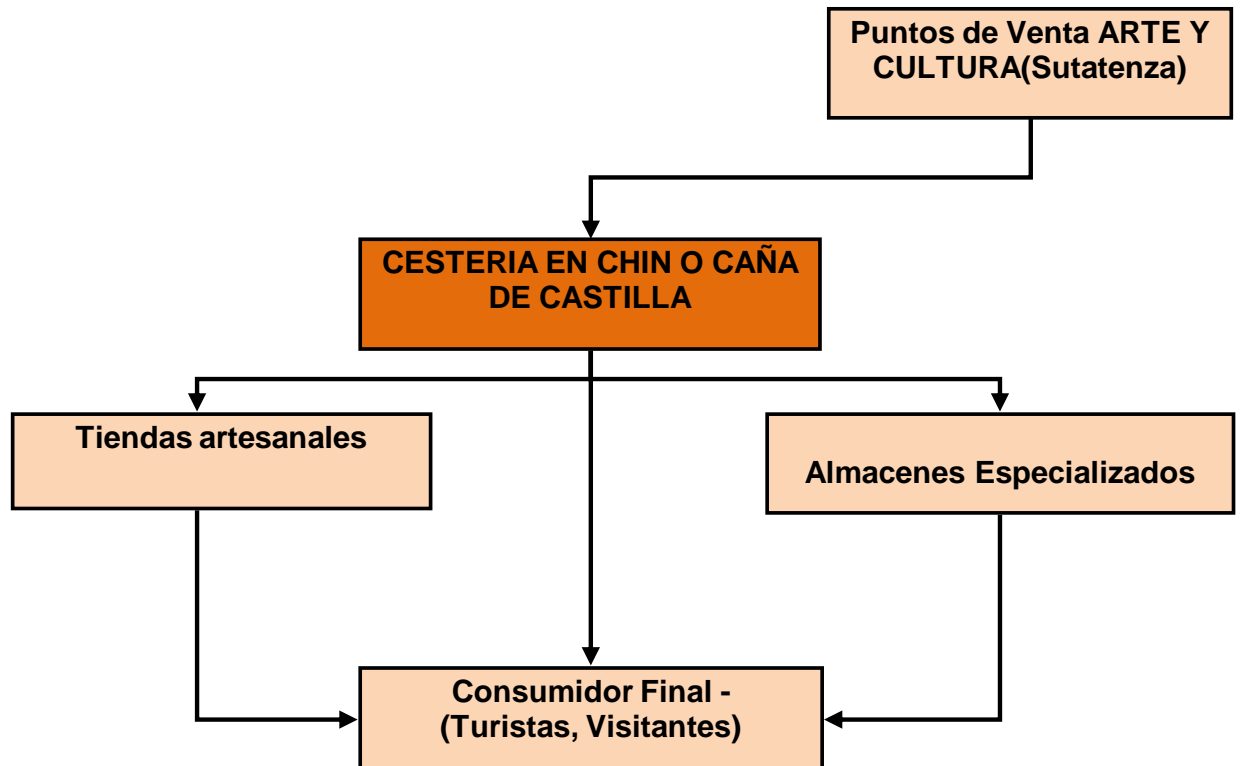 Puntos de Venta ARTE Y
CULTURA(Sutatenza)
CESTERIA EN CHIN O CAÑA
DE CASTILLA
Tiendas artesanales
Almacenes Especializados
Consumidor Final -
(Turistas, Visitantes)